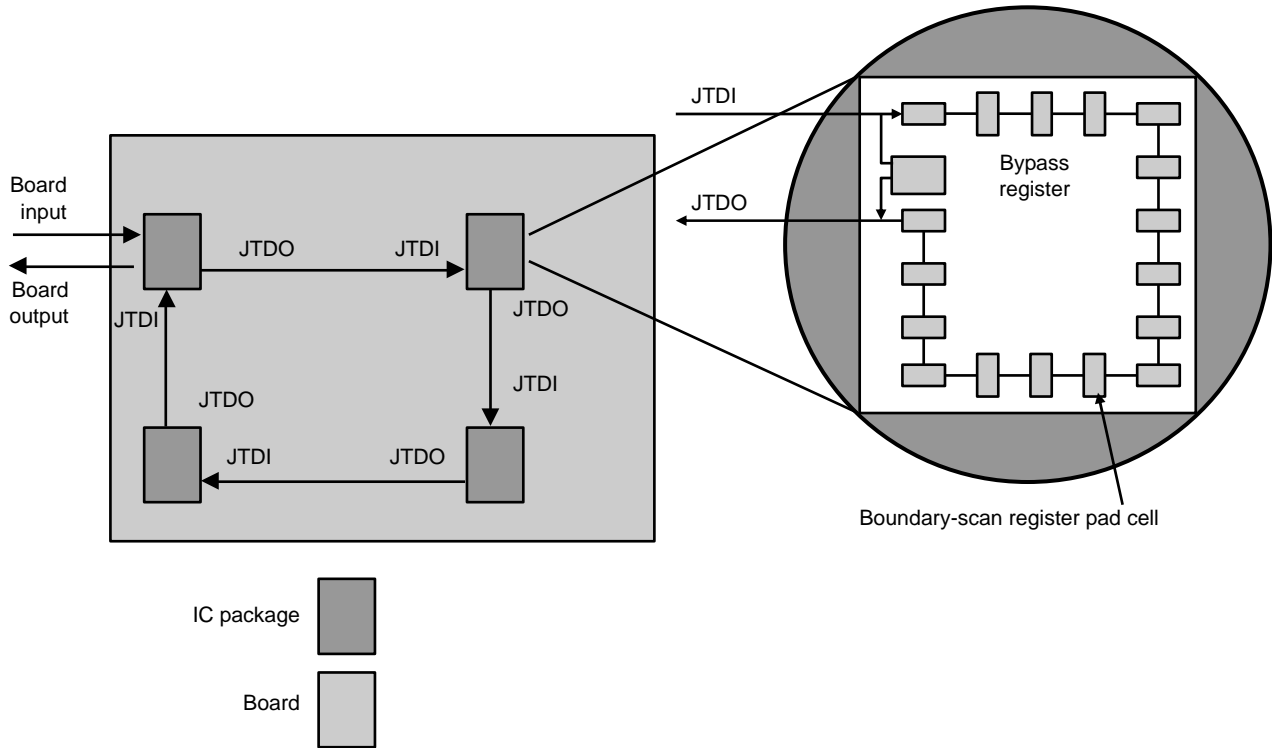 Board
input
Board
output
JTDO
JTDI
JTDO
JTDI
JTDO
JTDI
JTDO
JTDI
JTDI
JTDO
Bypass
register
Boundary-scan register pad cell
IC package
Board